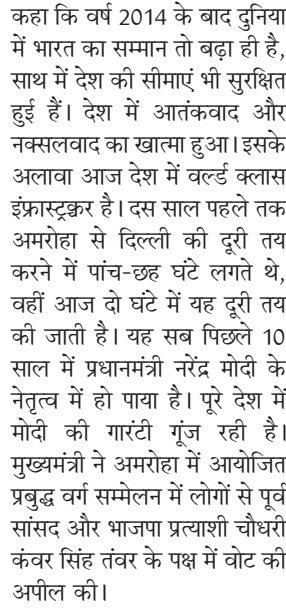 कहा कि वर्ष 2014 के बाद दुनिया
में भारत का सम्मान तो बढ़ा ही है,
साथ में देश की सीमाएं भी सुरक्षित
हुई हैं। देश में आतंकवाद और
नक्सलवाद का खात्मा हुआ। इसके
अलावा आज देश में वर्ल्ड क्लास
इंफ्रास्ट्रक्चर है। दस साल पहले तक
अमरोहा से दिल्ली की दूरी तय
करने में पांच-छह घंटे लगते थे,
वहीं आज दो घंटे में यह दूरी तय
की जाती है। यह सब पिछले 10
साल में प्रधानमंत्री नरेंद्र मोदी के
नेतृत्व में हो पाया है। पूरे देश में
मोदी की गारंटी गूंज रही है।
मुख्यमंत्री ने अमरोहा में आयोजित
प्रबुद्ध वर्ग सम्मेलन में लोगों से पूर्व
सांसद और भाजपा प्रत्याशी चौधरी
कंवर सिंह तंवर के पक्ष में वोट की
अपील की।